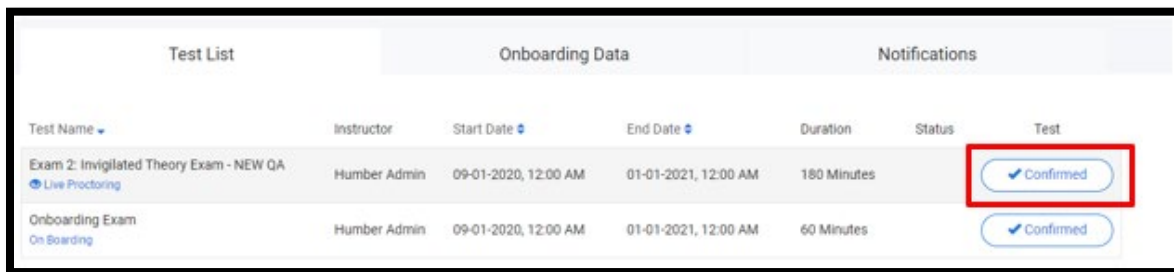 Test List Onboarding Data Notifications
Test Name Instructor Start Date End Date Duration Status Test
Exam 2: Invigilated Theory Exam - NEW QA
Live Proctoring
Humber Admin 09-01-2020, 12:00 AM 01-01-2021, 12:00 AM 180 Minutes Confirmed
Onboarding Exam
On Boarding
Humber Admin 09-01-2020, 12:00 AM 01-01-2021, 12:00 AM 60 Minutes Confirmed